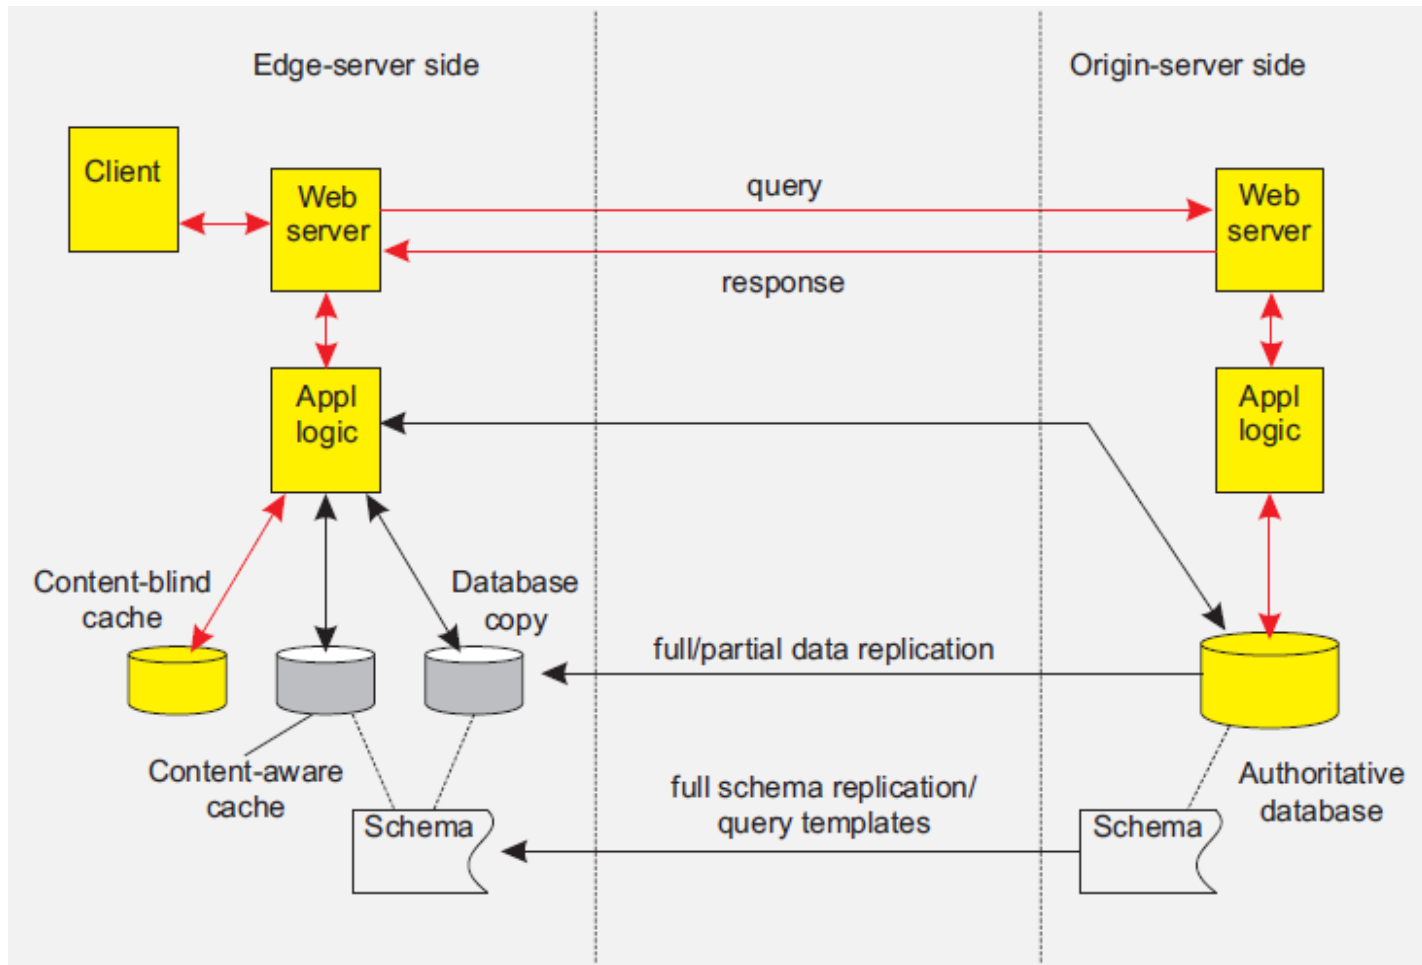 Edge-server side
Origin-server side
Client
Web
server
query
response
Web
server
Appl
logic
Appl
logic
Content-blind
cache
Database
copy
full/partial data replication
Content-aware
cache
full schema replication/
query templates
Authoritative
database
Schema
Schema